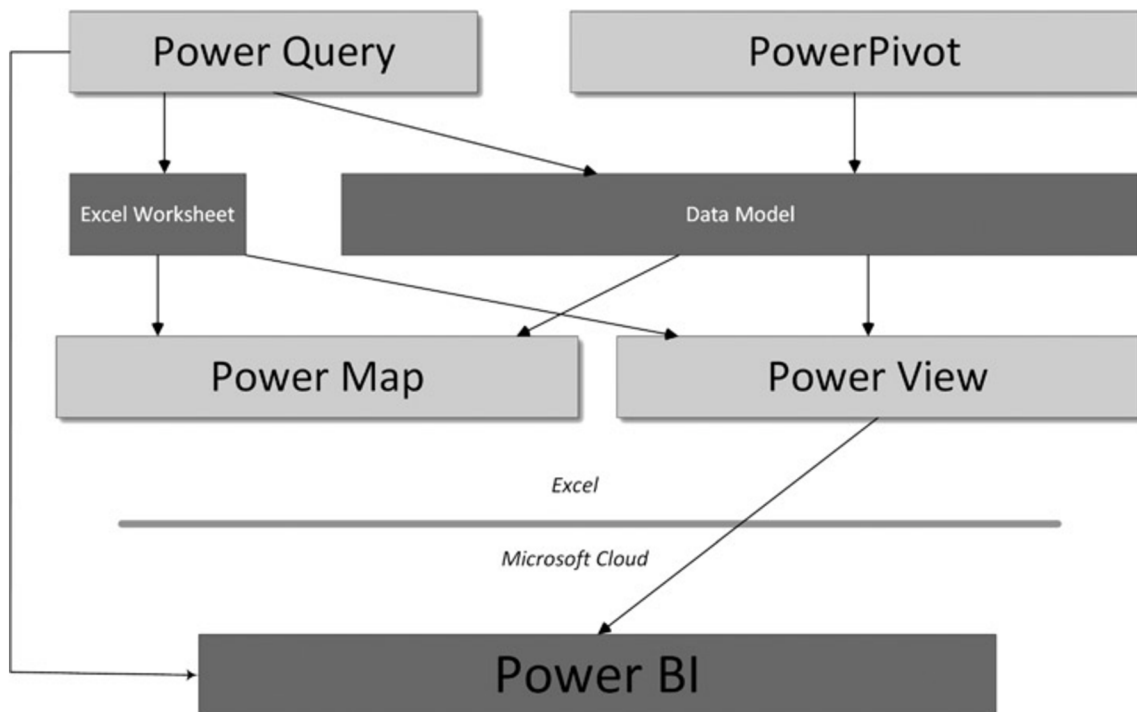 Power Query
PowerPivot
Excel Worksheet
Data Model
Power Map
Power View
Excel
Microsoft Cloud
Power BI